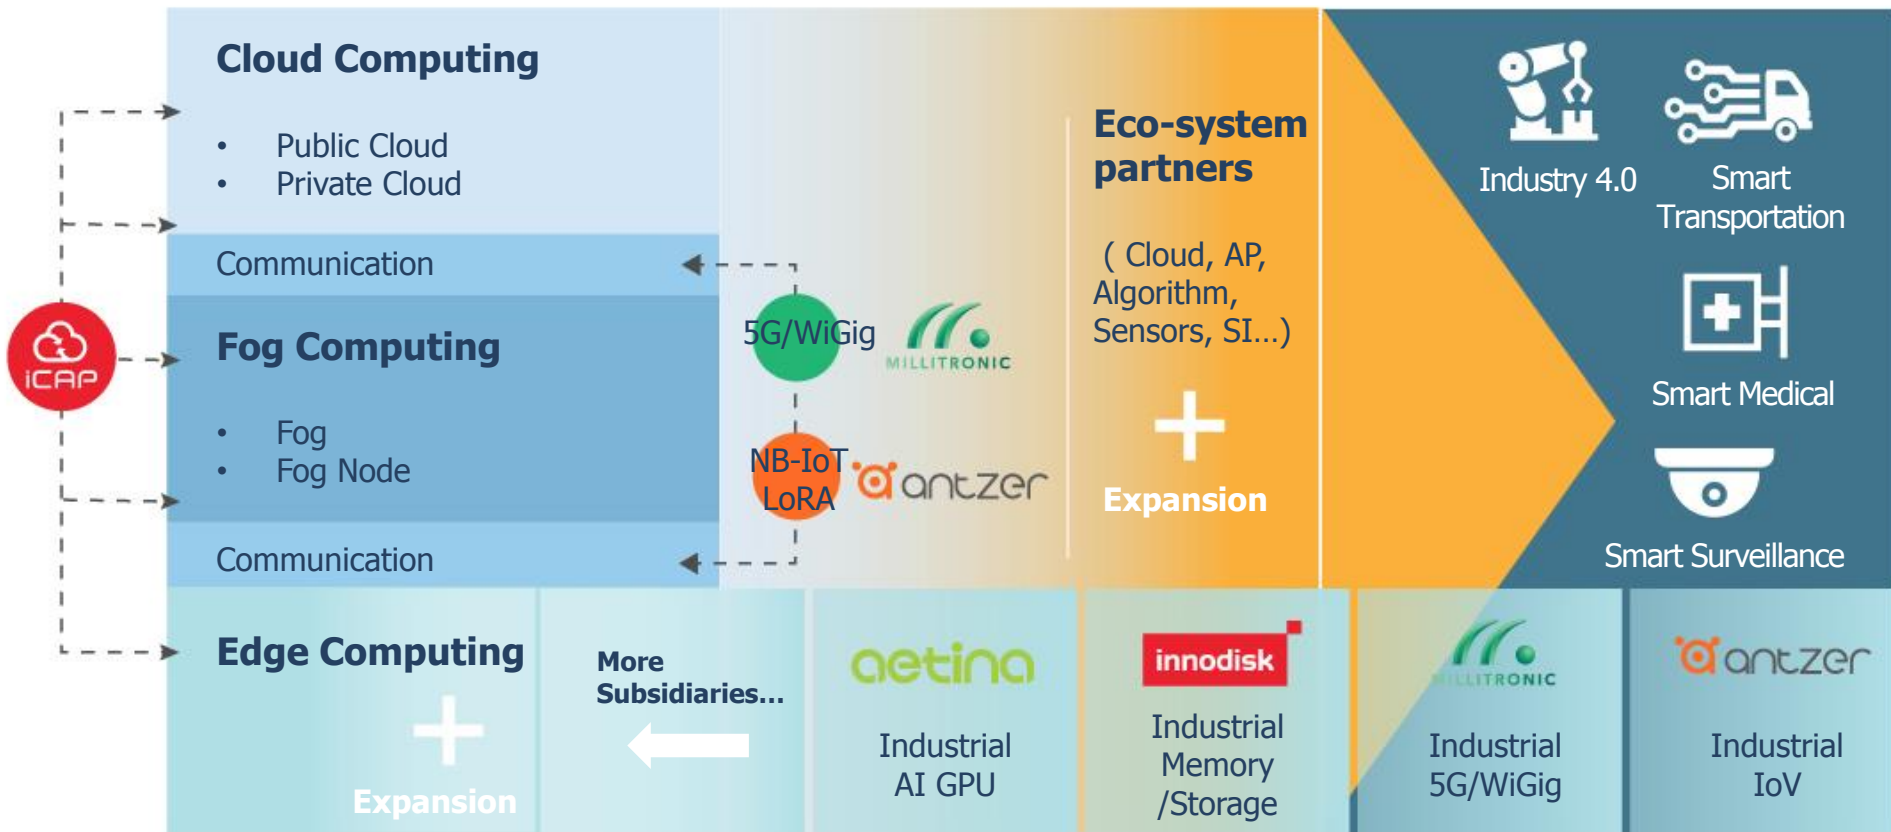 Cloud Computing
• Public Cloud
• Private Cloud
Communication
iCAP
Fog Computing
• Fog
• Fog Node
Communication
5G/WiGig
MILLITRONIC
NB-IoT
LoRA
antzer
Eco-system
partners
( Cloud, AP,
Algorithm,
Sensors, SI...)
Expansion
Industry 4.0
Smart
Transportation
Smart Medical
Smart Surveillance
Edge Computing
Expansion
More
Subsidiaries...
aetina
Industrial
AI GPU
innodisk
Industrial
Memory
/Storage
MILLITRONIC
Industrial
5G/WiGig
antzer
Industrial
IoV